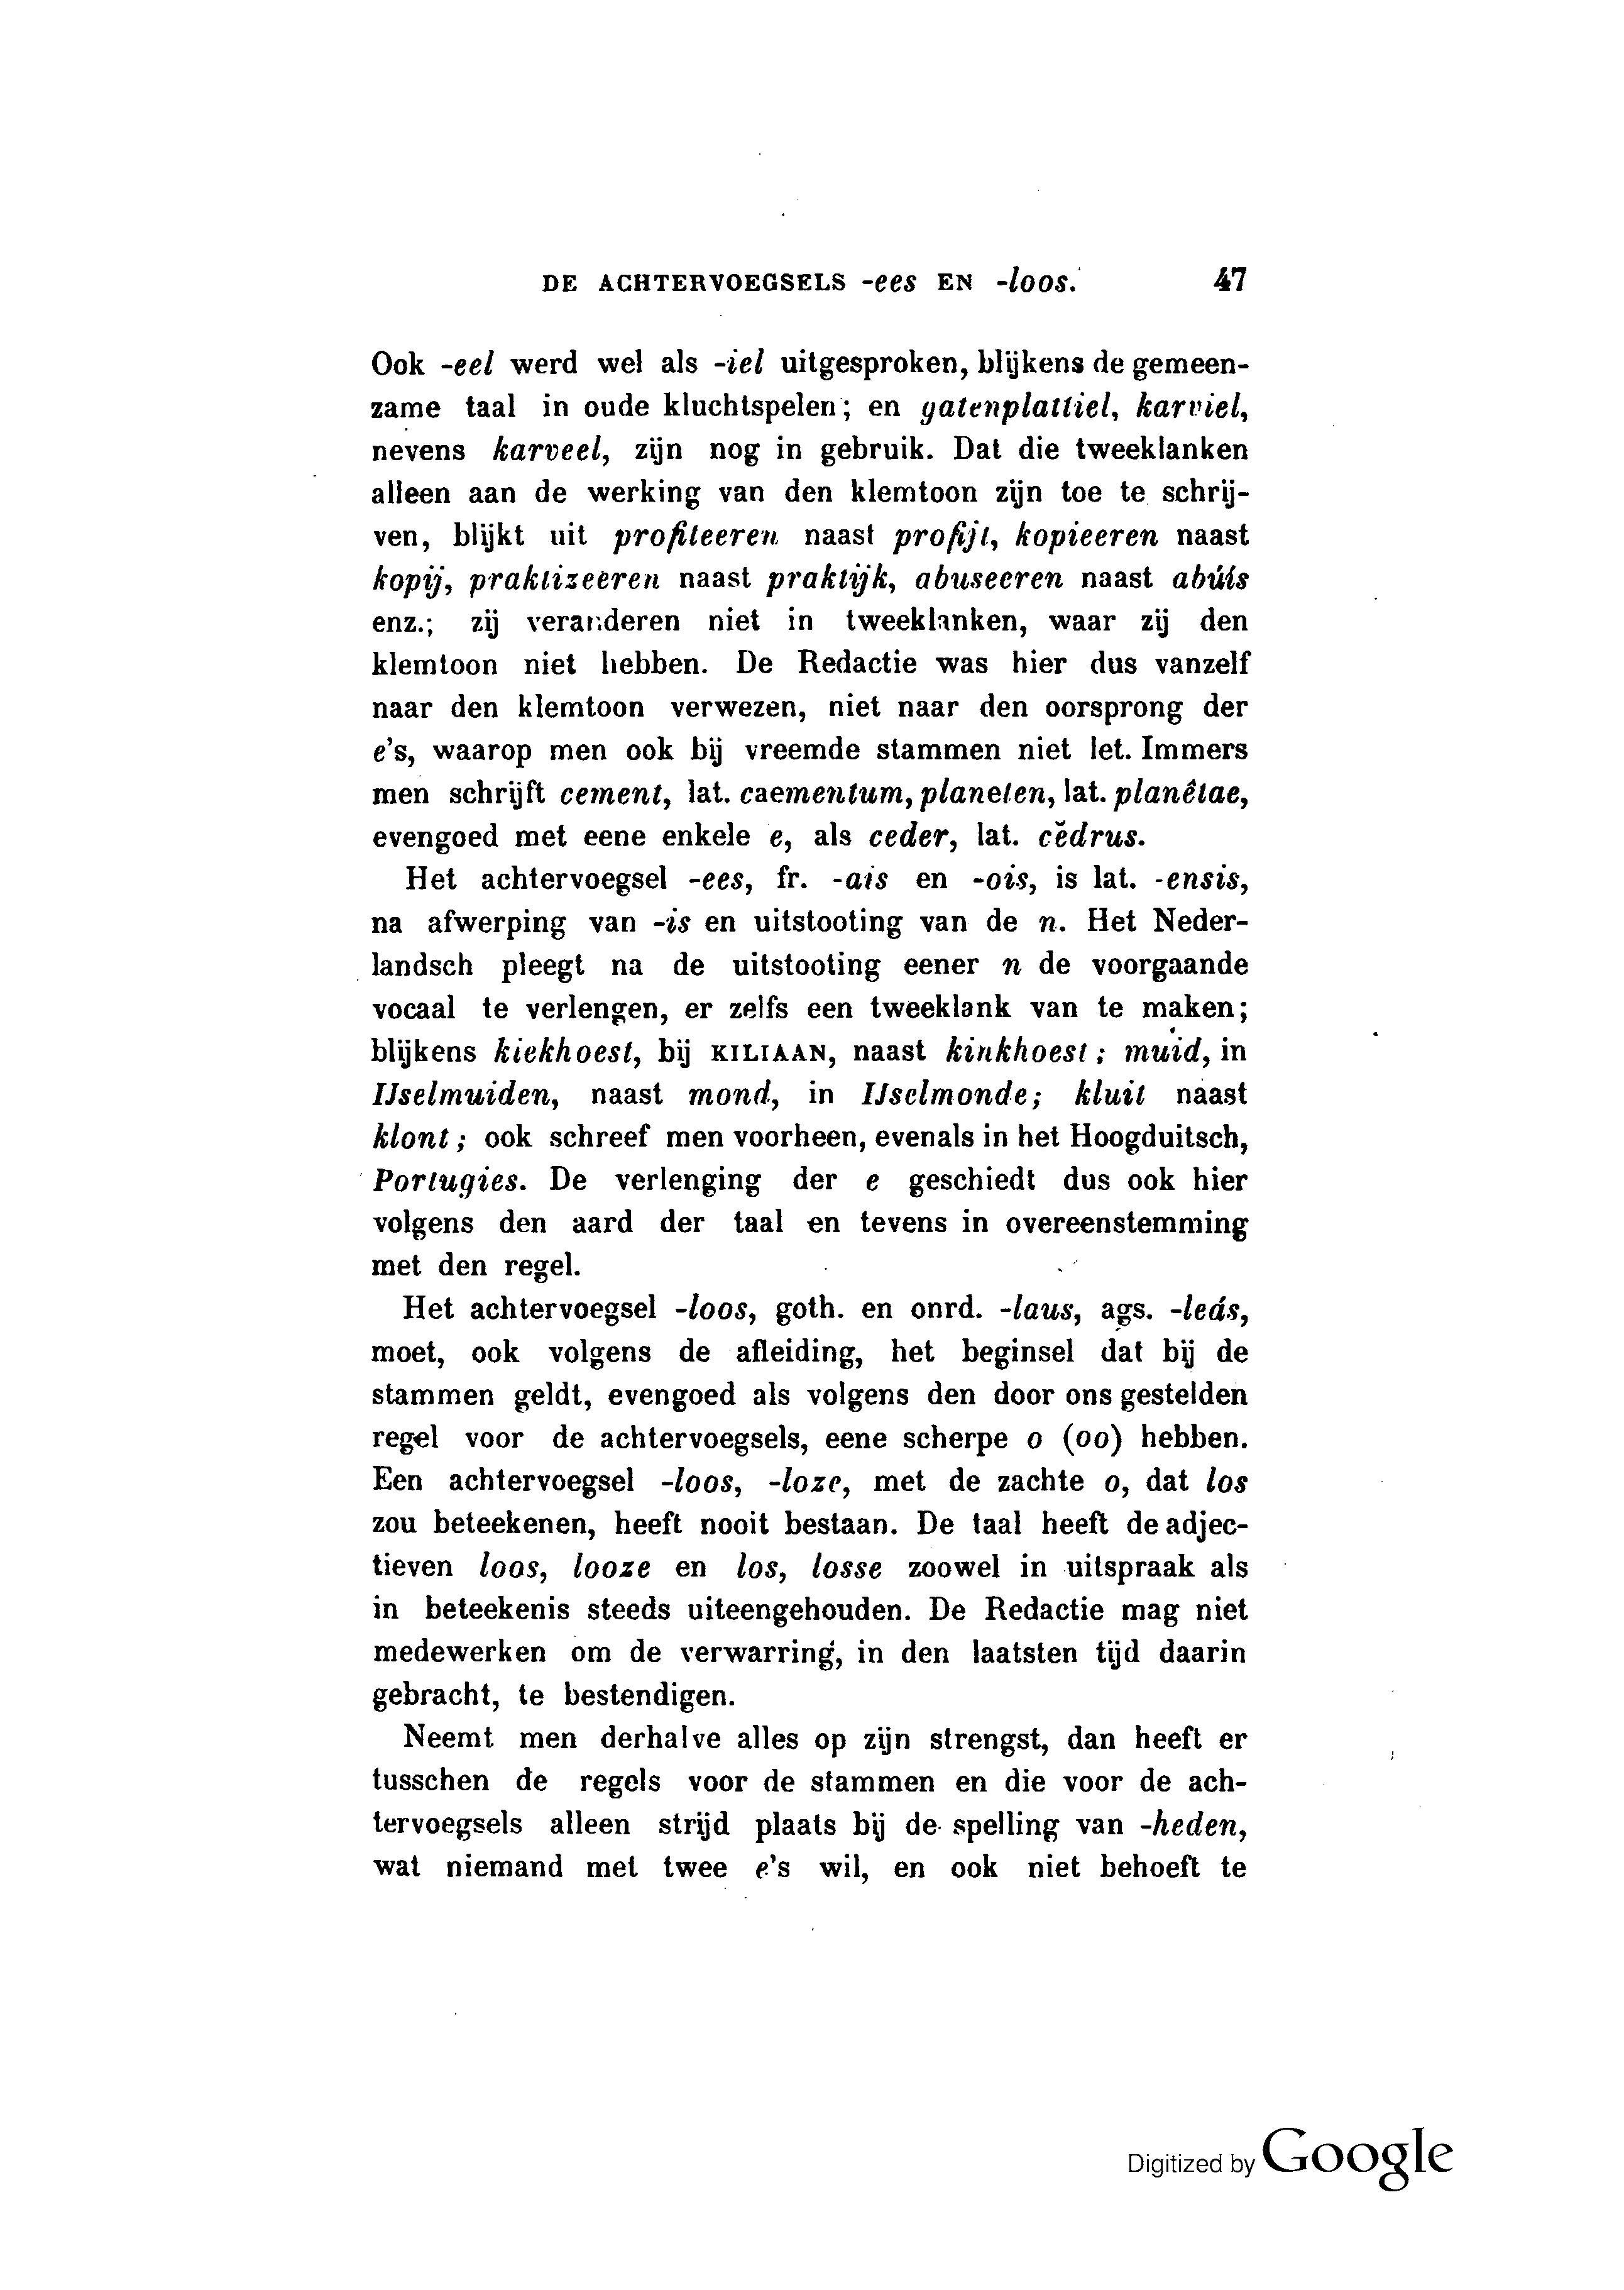 DE ACHTERVOEGSELS -ees EN -loos. 47
Ook -eel werd wel als -iel uitgesproken, blijkens de gemeen-
zame taal in oude kluchtspelen; en gatenplattiel, karviel,
nevens karveel, zijn nog in gebruik. Dat die tweeklanken
alleen aan de werking van den klemtoon zijn toe te schrij-
ven, blijkt uit profiteeren naast profijt, kopieeren naast
kopij, praktizeeren naast praktijk, abuseeren naast abúis
enz.; zij veranderen niet in tweeklanken, waar zij den
klemtoon niet hebben. De Redactie was hier dus vanzelf
naar den klemtoon verwezen, niet naar den oorsprong der
e's, waarop men ook bij vreemde stammen niet let. Immers
men schrijft cement, lat. caementum, planeten, lat. planêtae,
evengoed met eene enkele e, als ceder, lat. cĕdrus.
Het achtervoegsel -ees, fr. -ais en -ois, is lat. -ensis,
na afwerping van -is en uitstooting van de n. Het Neder-
landsch pleegt na de uitstooting eener n de voorgaande
vocaal te verlengen, er zelfs een tweeklank van te maken;
blijkens kiekhoest, bij KILIAAN, naast kinkhoest; muid, in
IJselmuiden, naast mond, in IJselmonde; kluit naast
klont; ook schreef men voorheen, evenals in het Hoogduitsch,
Portugies. De verlenging der e geschiedt dus ook hier
volgens den aard der taal en tevens in overeenstemming
met den regel.
Het achtervoegsel -loos, goth. en onrd. -laus, ags. -leás,
moet, ook volgens de afleiding, het beginsel dat bij de
stammen geldt, evengoed als volgens den door ons gestelden
regel voor de achtervoegsels, eene scherpe o (oo) hebben.
Een achtervoegsel -loos, -loze, met de zachte o, dat los
zou beteekenen, heeft nooit bestaan. De taal heeft de adjec-
tieven loos, looze en los, losse zoowel in uitspraak als
in beteekenis steeds uiteengehouden. De Redactie mag niet
medewerken om de verwarring, in den laatsten tijd daarin
gebracht, te bestendigen.
Neemt men derhalve alles op zijn strengst, dan heeft er
tusschen de regels voor de stammen en die voor de ach-
tervoegsels alleen strijd plaats bij de spelling van -heden,
wat niemand met twee e's wil, en ook niet behoeft te
Digitized by Google